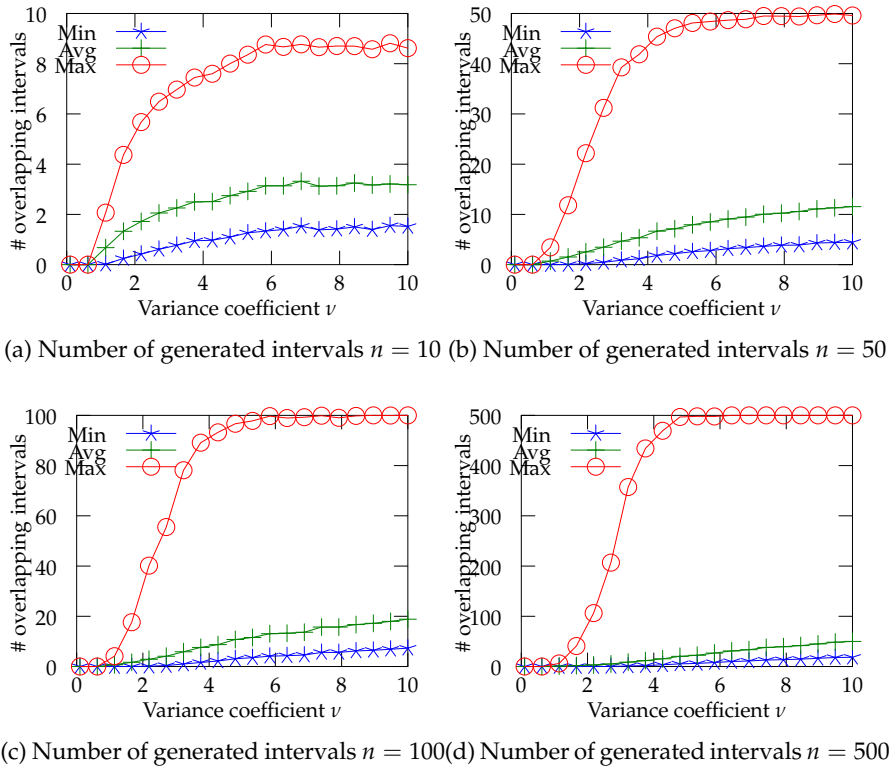 # overlapping intervals
10
8
6
4
2
0
Min
Avg
Max
0 2 4 6 8 10
Variance coefficient ν
(a) Number of generated intervals n = 10
# overlapping intervals
50
40
30
20
10
0
Min
Avg
Max
0 2 4 6 8 10
Variance coefficient ν
(b) Number of generated intervals n = 50
# overlapping intervals
100
80
60
40
20
0
Min
Avg
Max
0 2 4 6 8 10
Variance coefficient ν
(c) Number of generated intervals n = 100
# overlapping intervals
500
400
300
200
100
0
Min
Avg
Max
0 2 4 6 8 10
Variance coefficient ν
(d) Number of generated intervals n = 500